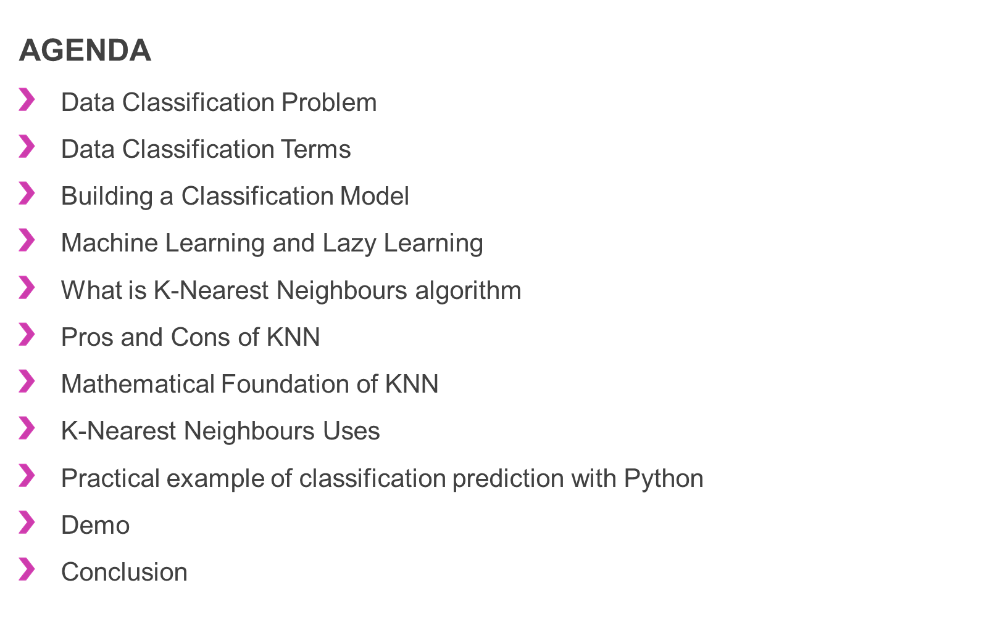 AGENDA
Data Classification Problem
Data Classification Terms
Building a Classification Model
Machine Learning and Lazy Learning
What is K-Nearest Neighbours algorithm
Pros and Cons of KNN
Mathematical Foundation of KNN
K-Nearest Neighbours Uses
Practical example of classification prediction with Python
Demo
Conclusion